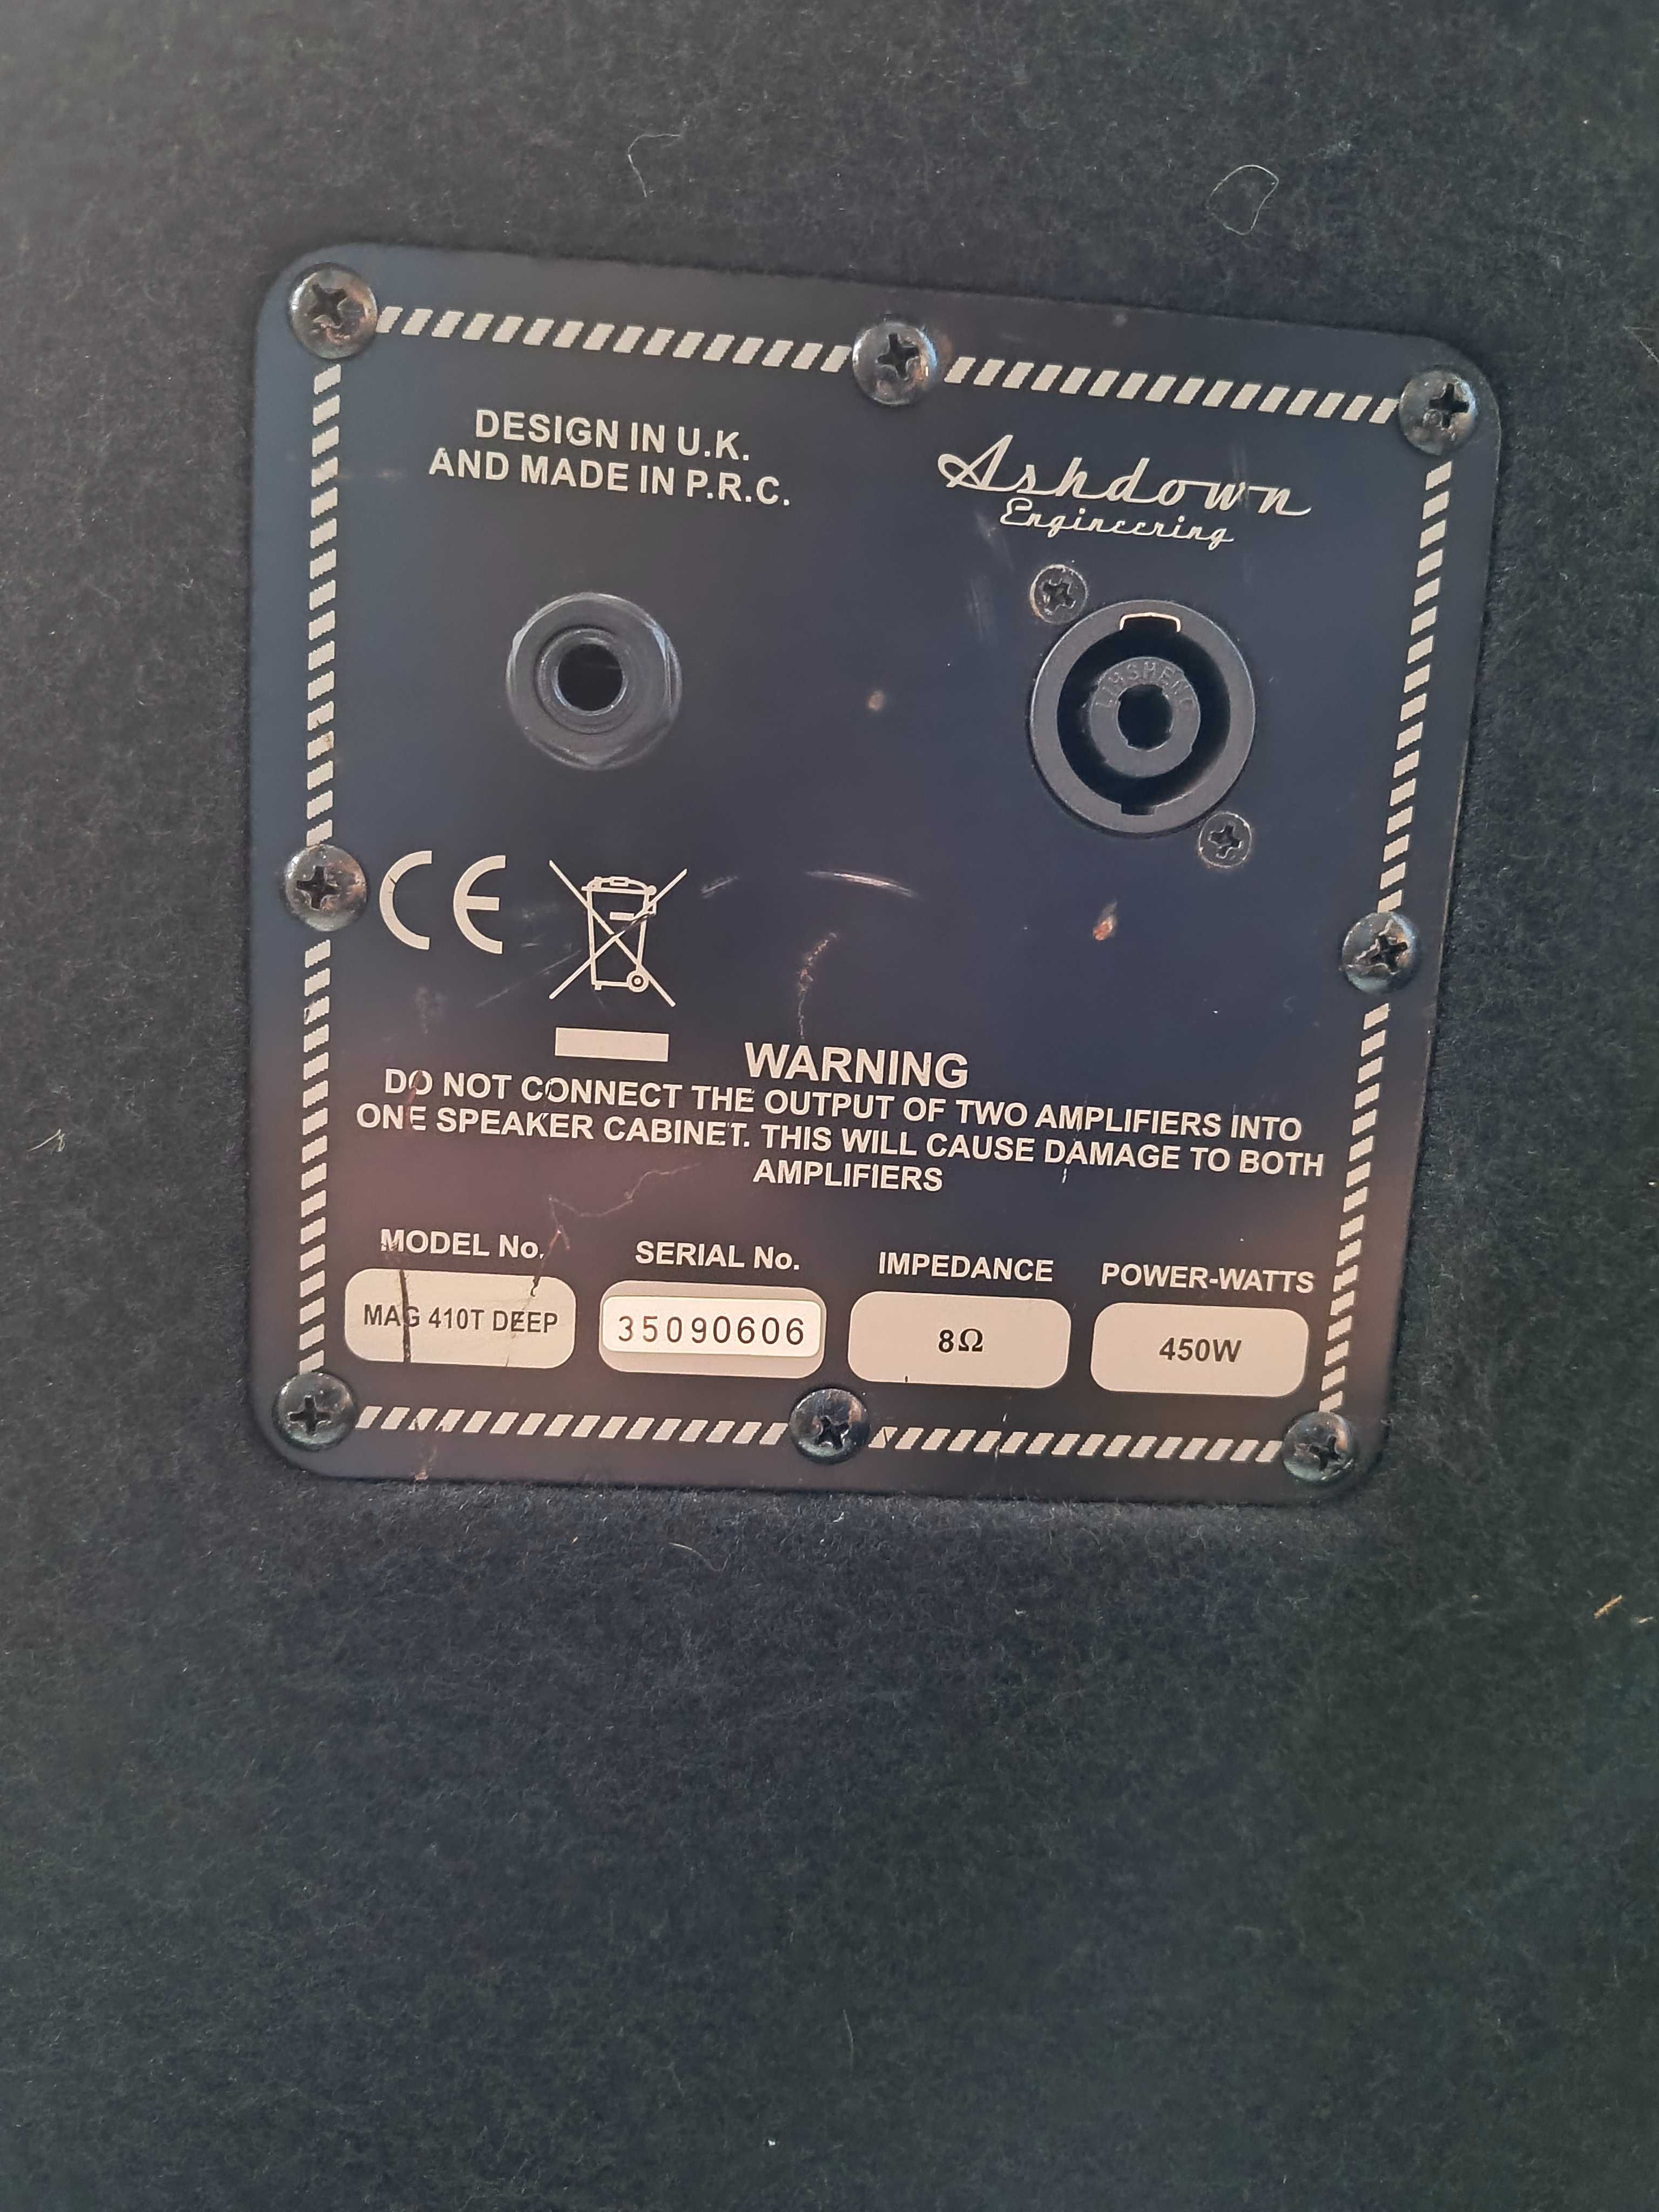 DESIGN IN U.K.
AND MADE IN P.R.C.
Ashdown
Engineering
CE
WARNING
DO NOT CONNECT THE OUTPUT OF TWO AMPLIFIERS INTO
ONE SPEAKER CABINET. THIS WILL CAUSE DAMAGE TO BOTH
AMPLIFIERS
MODEL No. SERIAL No. IMPEDANCE POWER-WATTS
MAG 410T DEEP 35090606 8Ω 450W